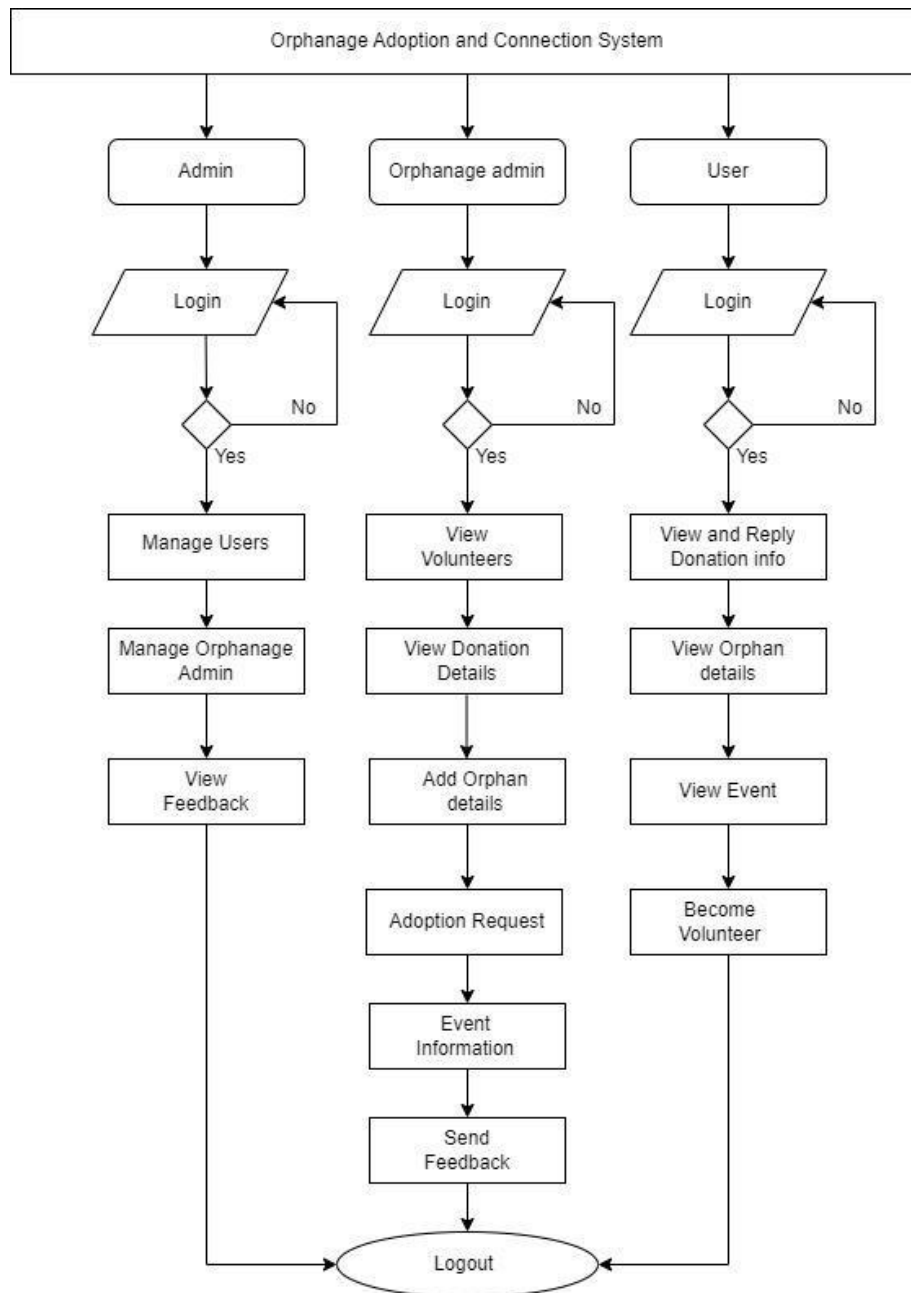 Orphanage Adoption and Connection System
Admin
Orphanage admin
User
Login
Login
Login
No
No
No
Yes
Yes
Yes
Manage Users
View
Volunteers
View and Reply
Donation info
Manage Orphanage
Admin
View Donation
Details
View Orphan
details
View
Feedback
Add Orphan
details
View Event
Adoption Request
Become
Volunteer
Event
Information
Send
Feedback
Logout